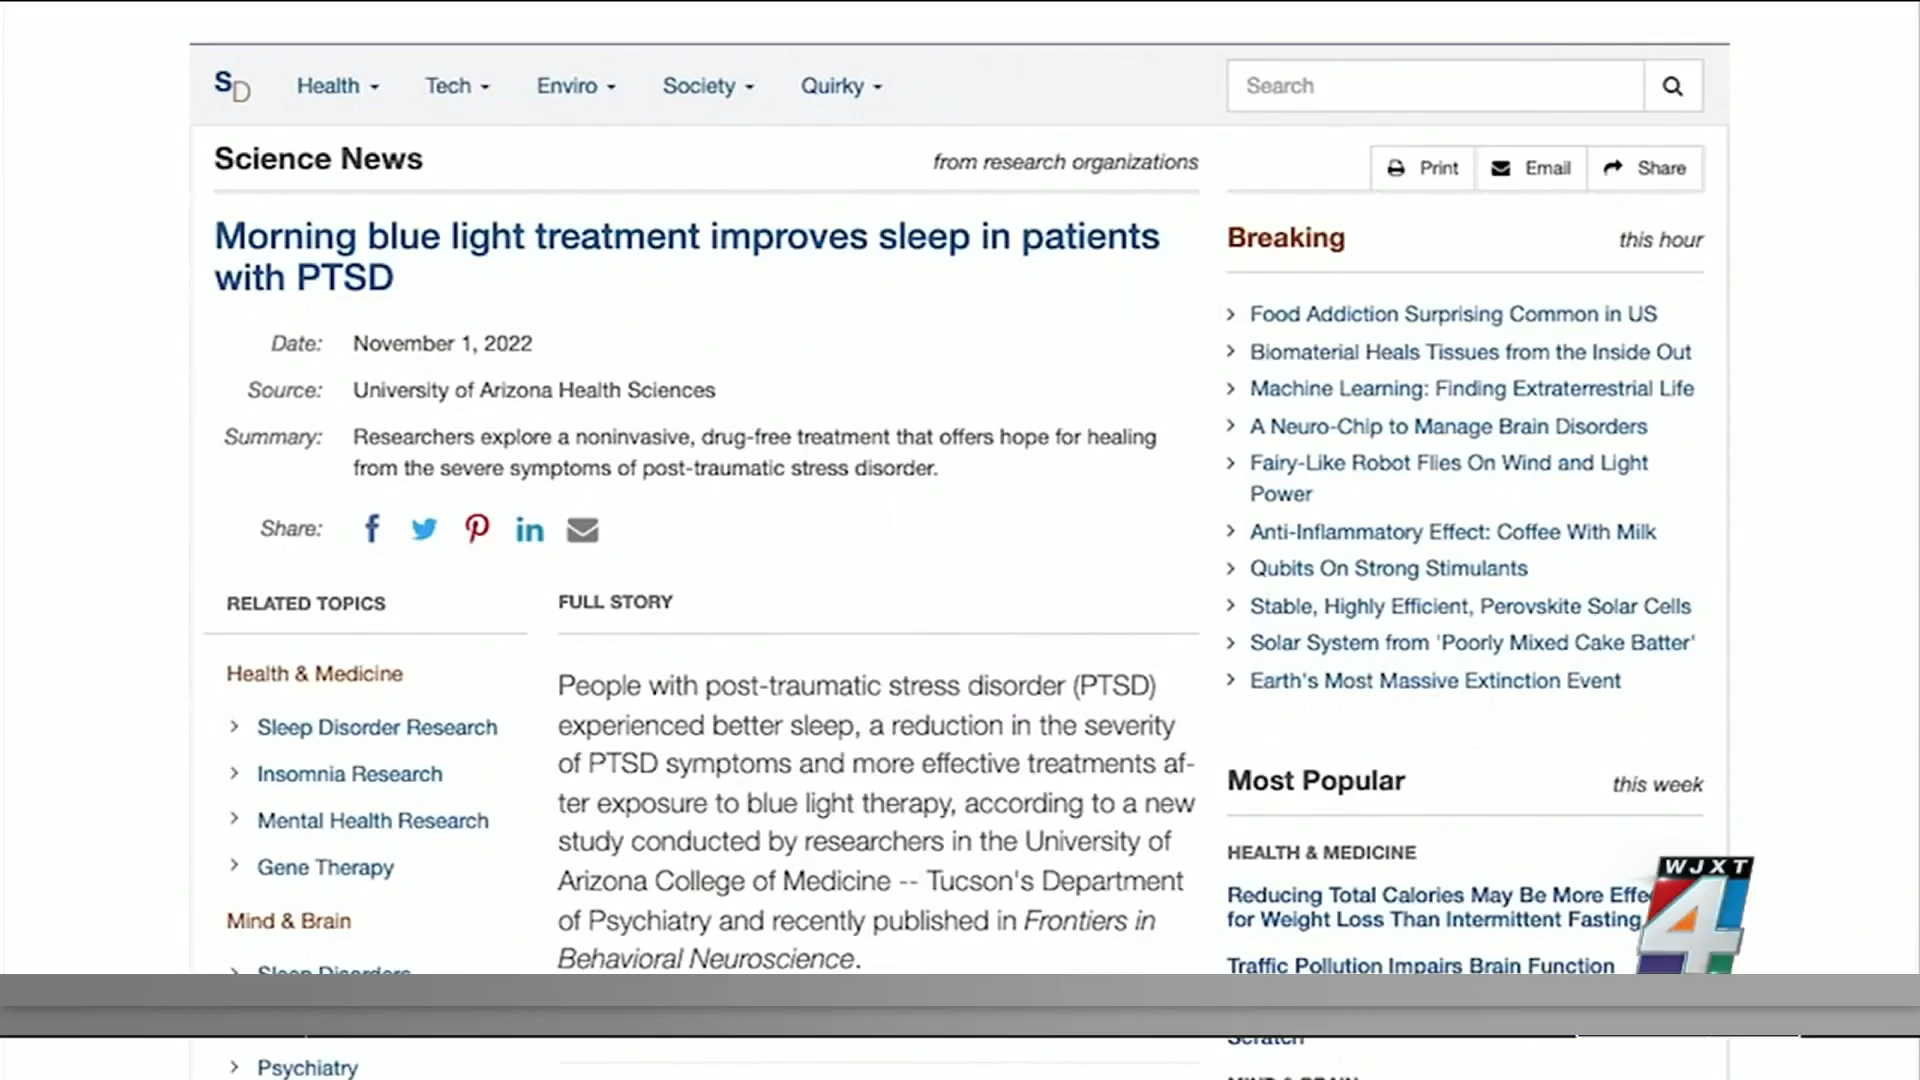 SD
Health
Tech
Enviro
Society
Quirky
Search
Science News
from research organizations
Print
Email
Share
Morning blue light treatment improves sleep in patients
with PTSD
Date: November 1, 2022
Source: University of Arizona Health Sciences
Summary: Researchers explore a noninvasive, drug-free treatment that offers hope for healing
from the severe symptoms of post-traumatic stress disorder.
Share:
RELATED TOPICS
Health & Medicine
Sleep Disorder Research
Insomnia Research
Mental Health Research
Gene Therapy
Mind & Brain
Sleep Disorders
Psychiatry
FULL STORY
People with post-traumatic stress disorder (PTSD)
experienced better sleep, a reduction in the severity
of PTSD symptoms and more effective treatments af-
ter exposure to blue light therapy, according to a new
study conducted by researchers in the University of
Arizona College of Medicine -- Tucson's Department
of Psychiatry and recently published in Frontiers in
Behavioral Neuroscience.
Breaking
this hour
Food Addiction Surprising Common in US
Biomaterial Heals Tissues from the Inside Out
Machine Learning: Finding Extraterrestrial Life
A Neuro-Chip to Manage Brain Disorders
Fairy-Like Robot Flies On Wind and Light
Power
Anti-Inflammatory Effect: Coffee With Milk
Qubits On Strong Stimulants
Stable, Highly Efficient, Perovskite Solar Cells
Solar System from 'Poorly Mixed Cake Batter'
Earth's Most Massive Extinction Event
Most Popular
this week
HEALTH & MEDICINE
Reducing Total Calories May Be More Effe
for Weight Loss Than Intermittent Fasting
Traffic Pollution Impairs Brain Function
Scratch
MIND & BRAIN
WJXT
4